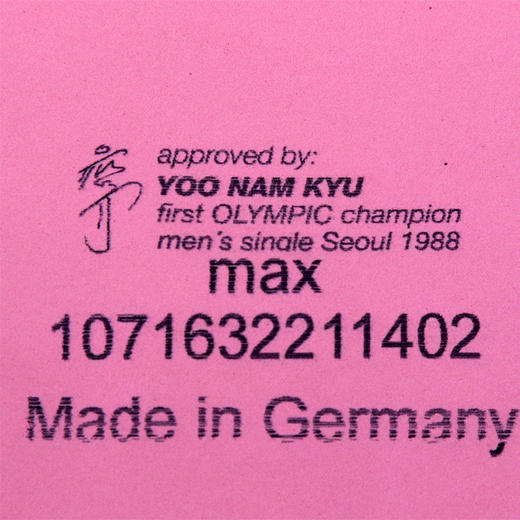 approved by:
YOO NAM KYU
first OLYMPIC champion
men´s single Seoul 1988
max
1071632211402
Made in Germany